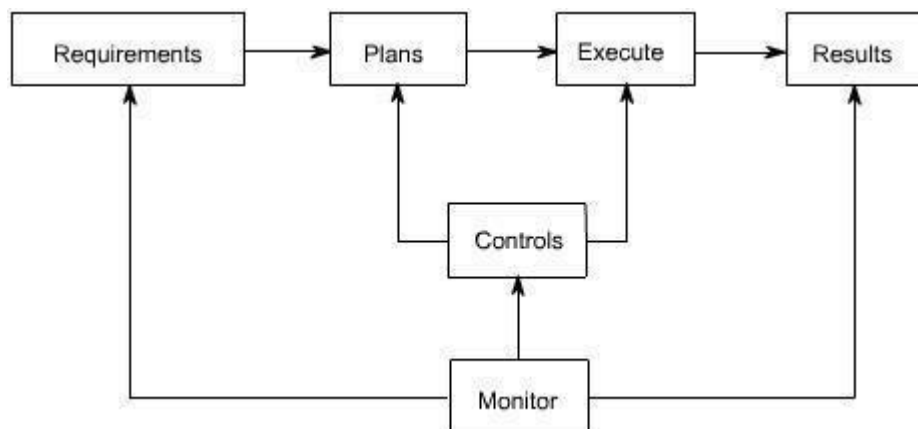 Requirements
Plans
Execute
Results
Controls
Monitor